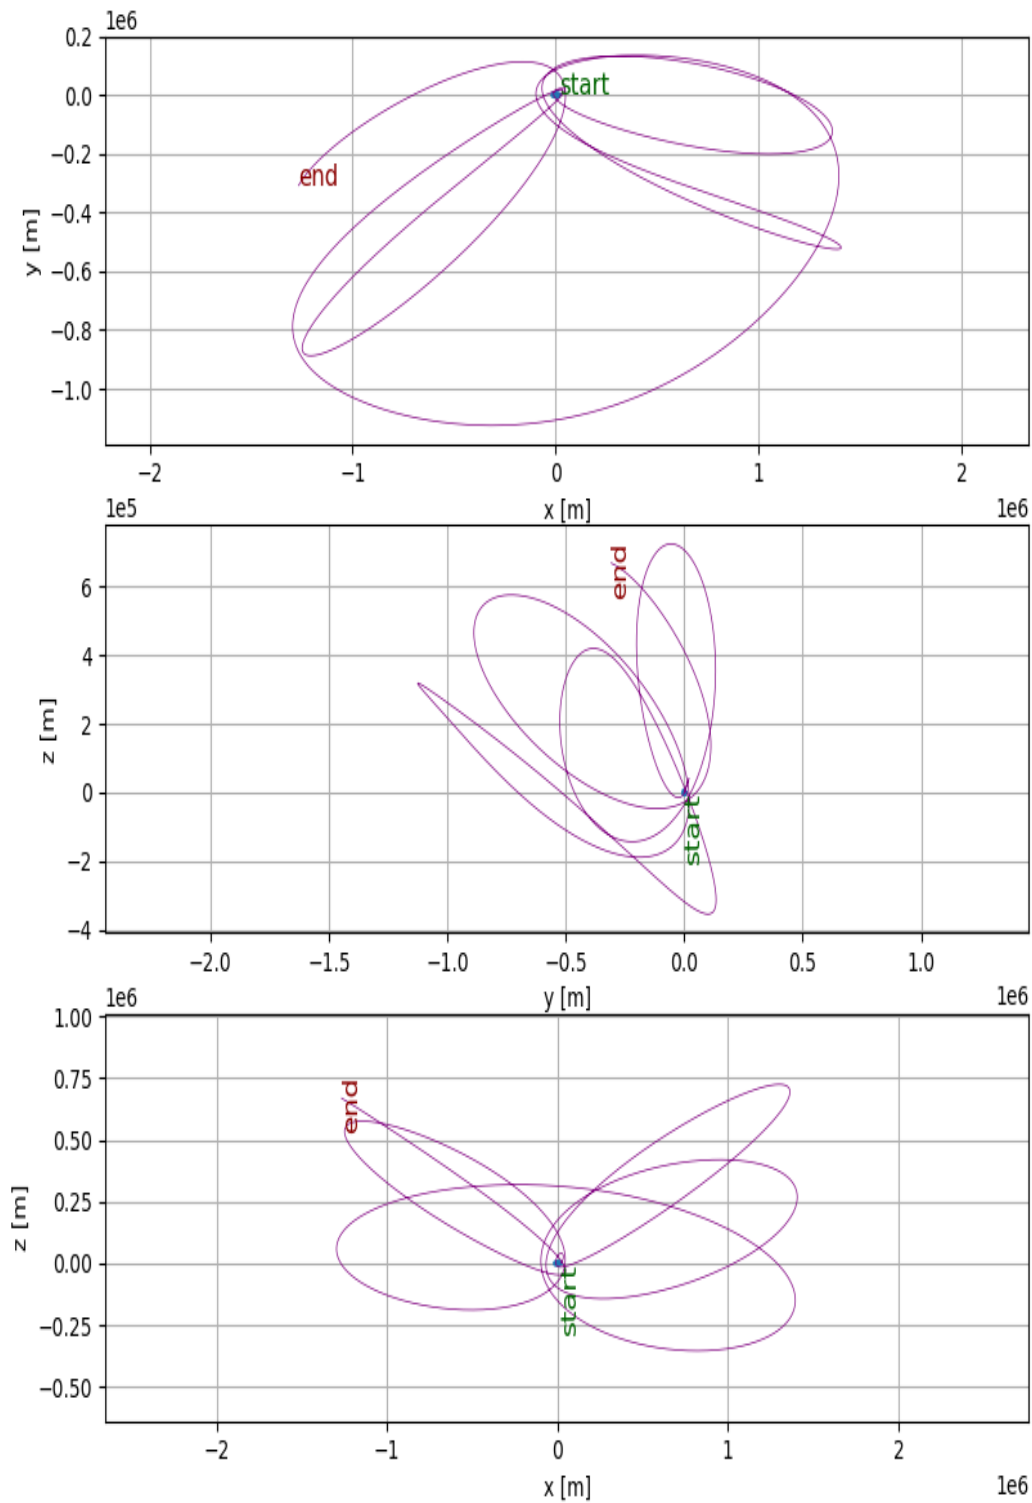 1e6
0.2
0.0
−0.2
−0.4
−0.6
−0.8
−1.0
y [m]
start
end
−2 −1 0 1 2
x [m] 1e6
1e5
6
4
2
0
−2
−4
z [m]
end
start
−2.0 −1.5 −1.0 −0.5 0.0 0.5 1.0
y [m] 1e6
1e6
1.00
0.75
0.50
0.25
0.00
−0.25
−0.50
z [m]
end
start
−2 −1 0 1 2
x [m] 1e6